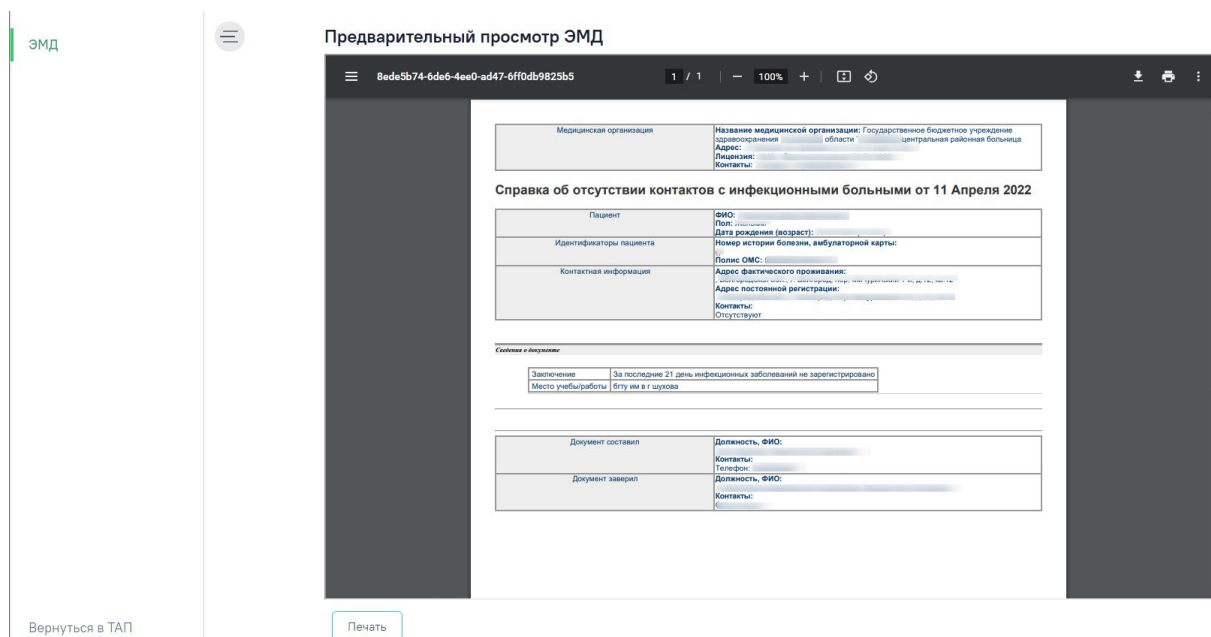 ЭМД
Предварительный просмотр ЭМД
8ede5b74-6de6-4ee0-ad47-6ff0db9825b5
1 / 1
100%
Медицинская организация
Название медицинской организации: Государственное бюджетное учреждение
здравоохранения области центральная районная больница
Адрес:
Лицензия:
Контакты:
Справка об отсутствии контактов с инфекционными больными от 11 Апреля 2022
Пациент
ФИО:
Пол:
Дата рождения (возраст):
Идентификаторы пациента
Номер истории болезни, амбулаторной карты:
Полис ОМС:
Контактная информация
Адрес фактического проживания:
Адрес постоянной регистрации:
Контакты:
Отсутствуют
Сведения о документе
Заключение За последние 21 день инфекционных заболеваний не зарегистрировано
Место учебы/работы бгту им в г шухова
Документ составил
Должность, ФИО:
Контакты:
Телефон:
Документ заверил
Должность, ФИО:
Контакты:
Вернуться в ТАП
Печать